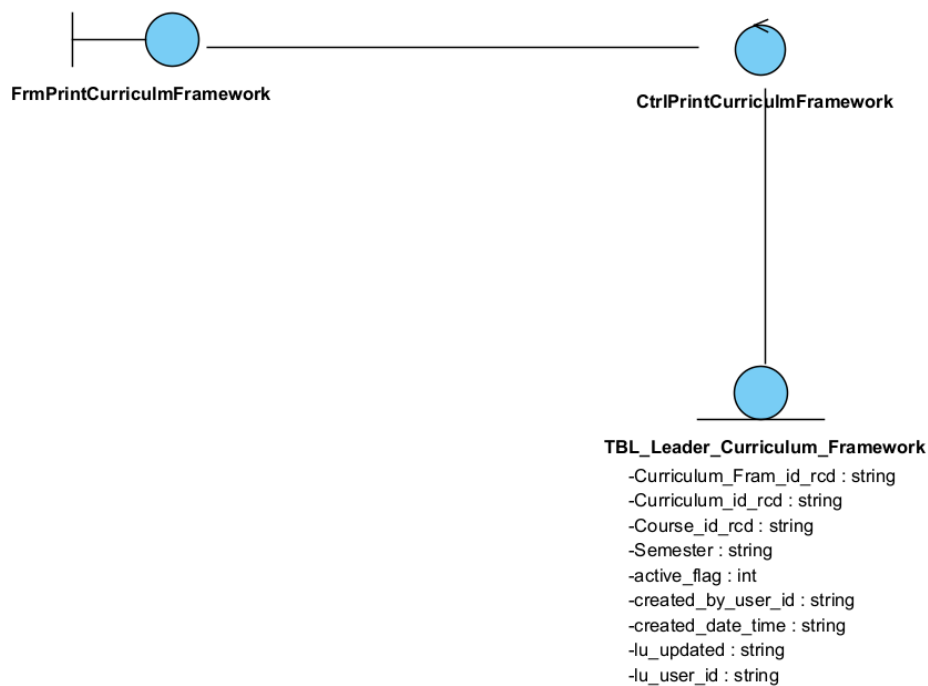 FrmPrintCurriculmFramework
CtrlPrintCurriculmFramework
TBL_Leader_Curriculum_Framework
-Curriculum_Fram_id_rcd : string
-Curriculum_id_rcd : string
-Course_id_rcd : string
-Semester : string
-active_flag : int
-created_by_user_id : string
-created_date_time : string
-lu_updated : string
-lu_user_id : string